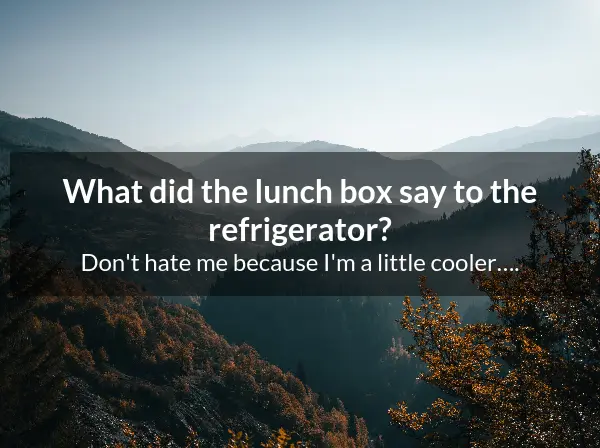 What did the lunch box say to the
refrigerator?
Don't hate me because I'm a little cooler....